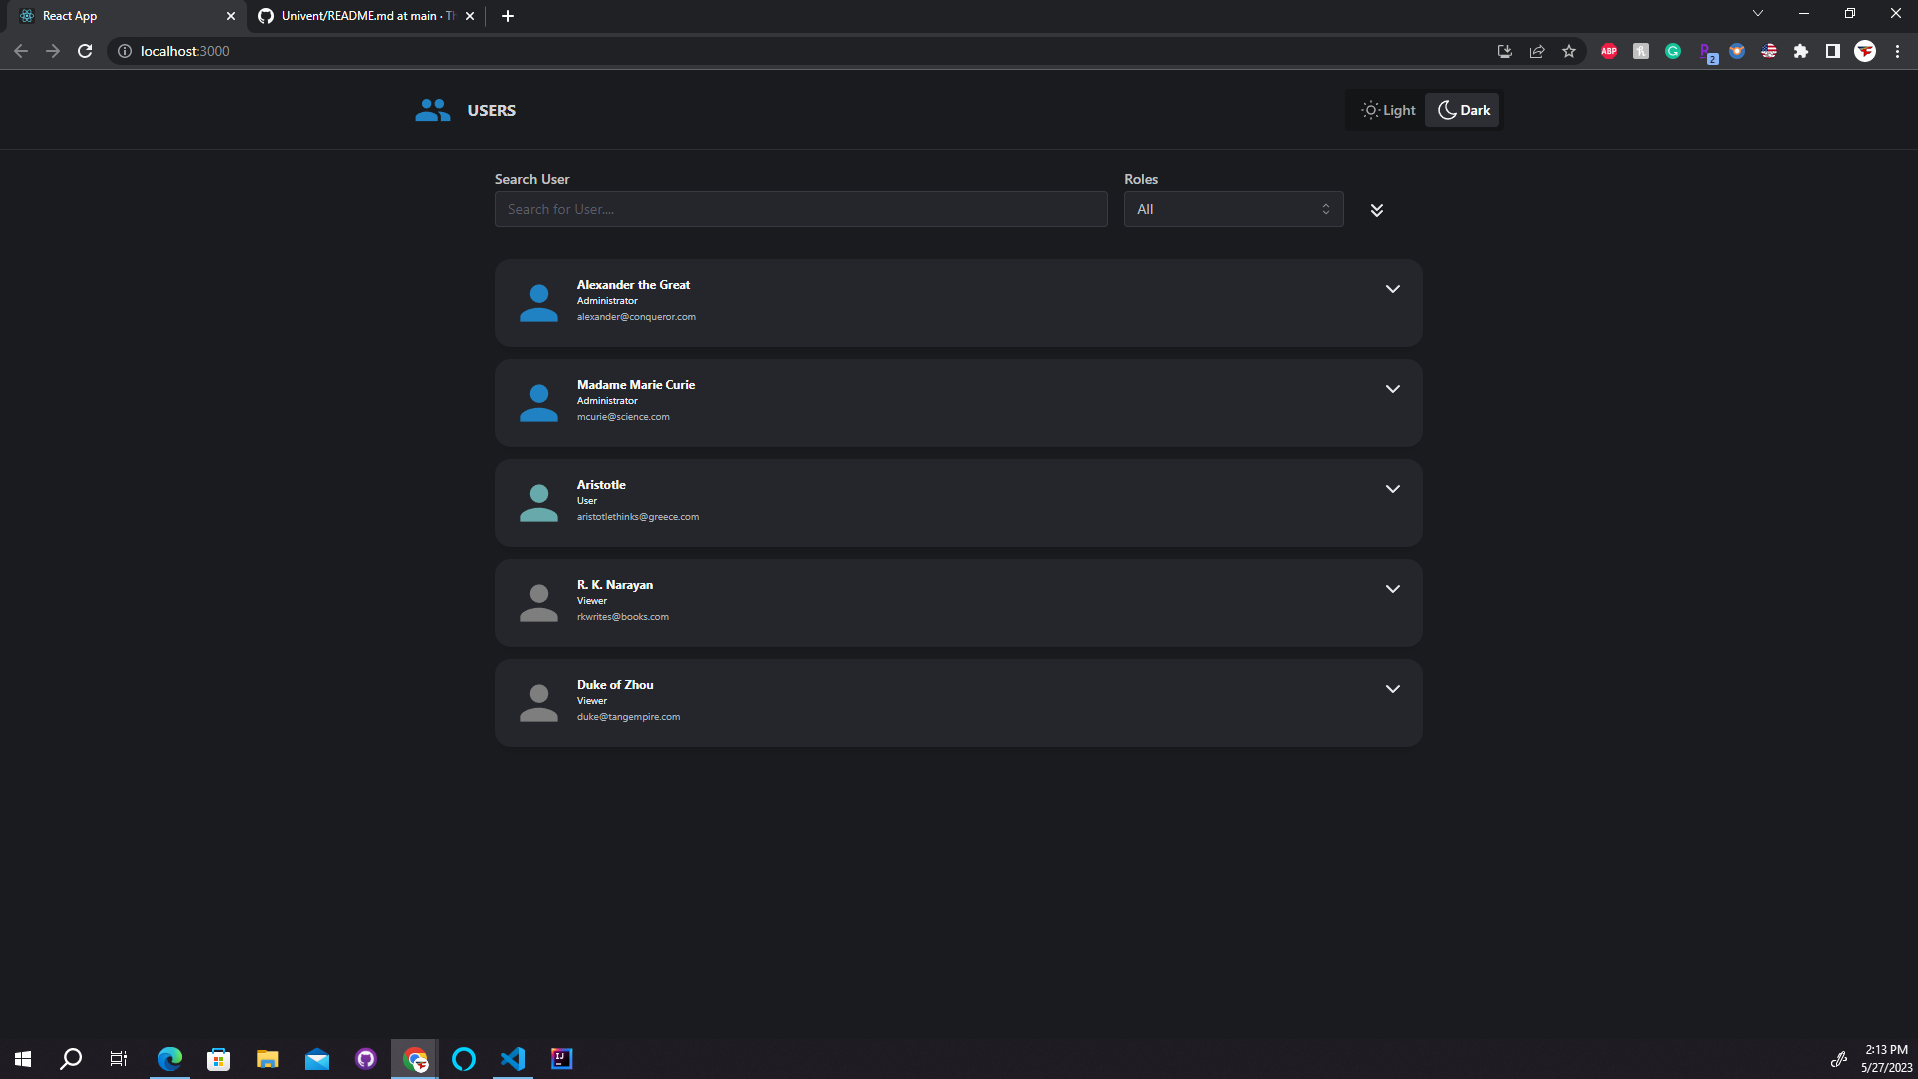 React App
Univent/README.md at main · Th
localhost:3000
ABP
2
USERS
Light
Dark
Search User
Roles
Search for User....
All
Alexander the Great
Administrator
alexander@conqueror.com
Madame Marie Curie
Administrator
mcurie@science.com
Aristotle
User
aristotlethinks@greece.com
R. K. Narayan
Viewer
rkwrites@books.com
Duke of Zhou
Viewer
duke@tangempire.com
IJ
2:13 PM
5/27/2023